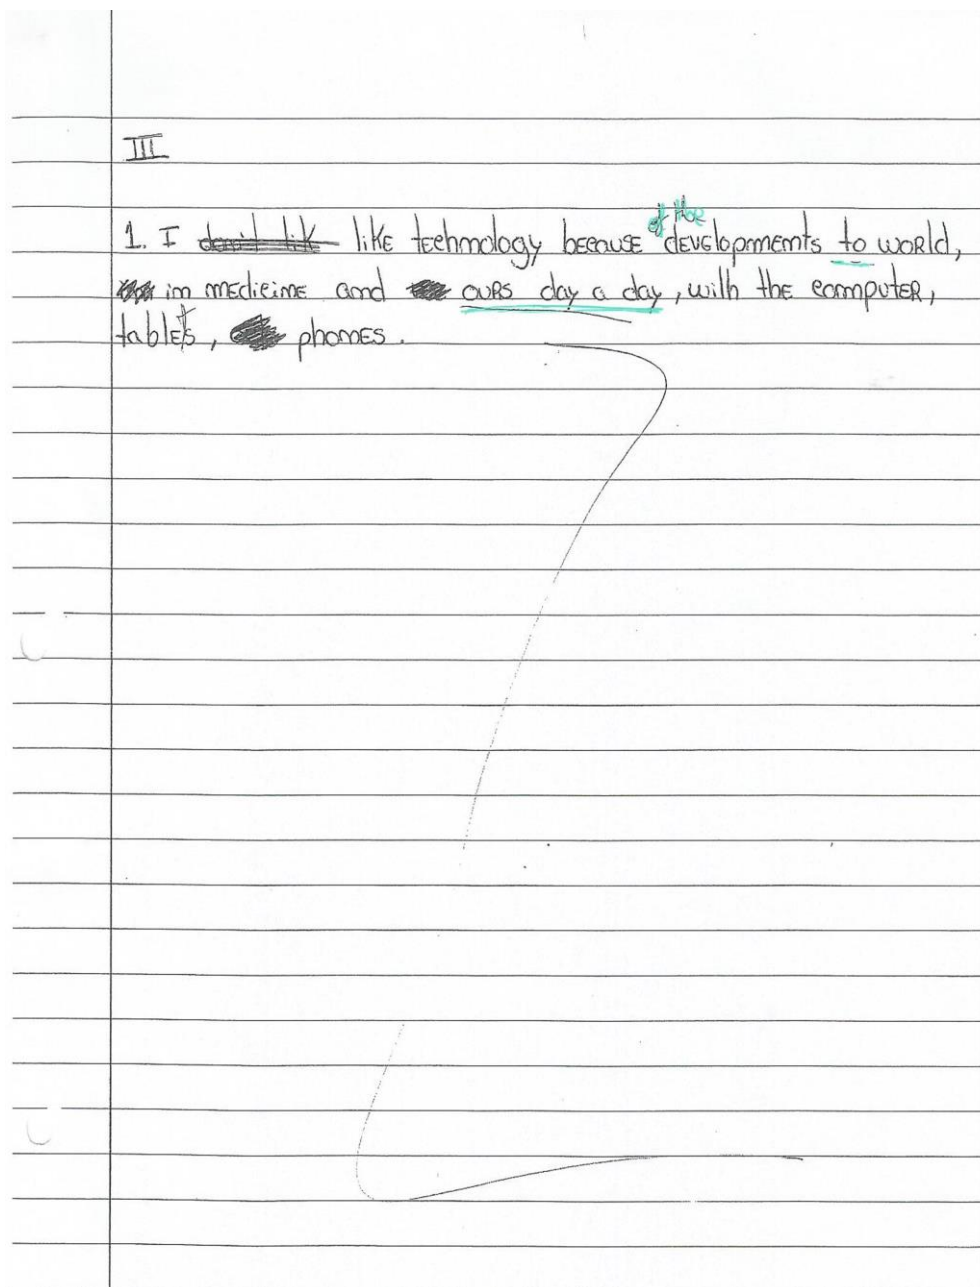 III
1. I like technology because of the developments to world,
in medicine and ours day a day, with the computer,
tablets, phones.